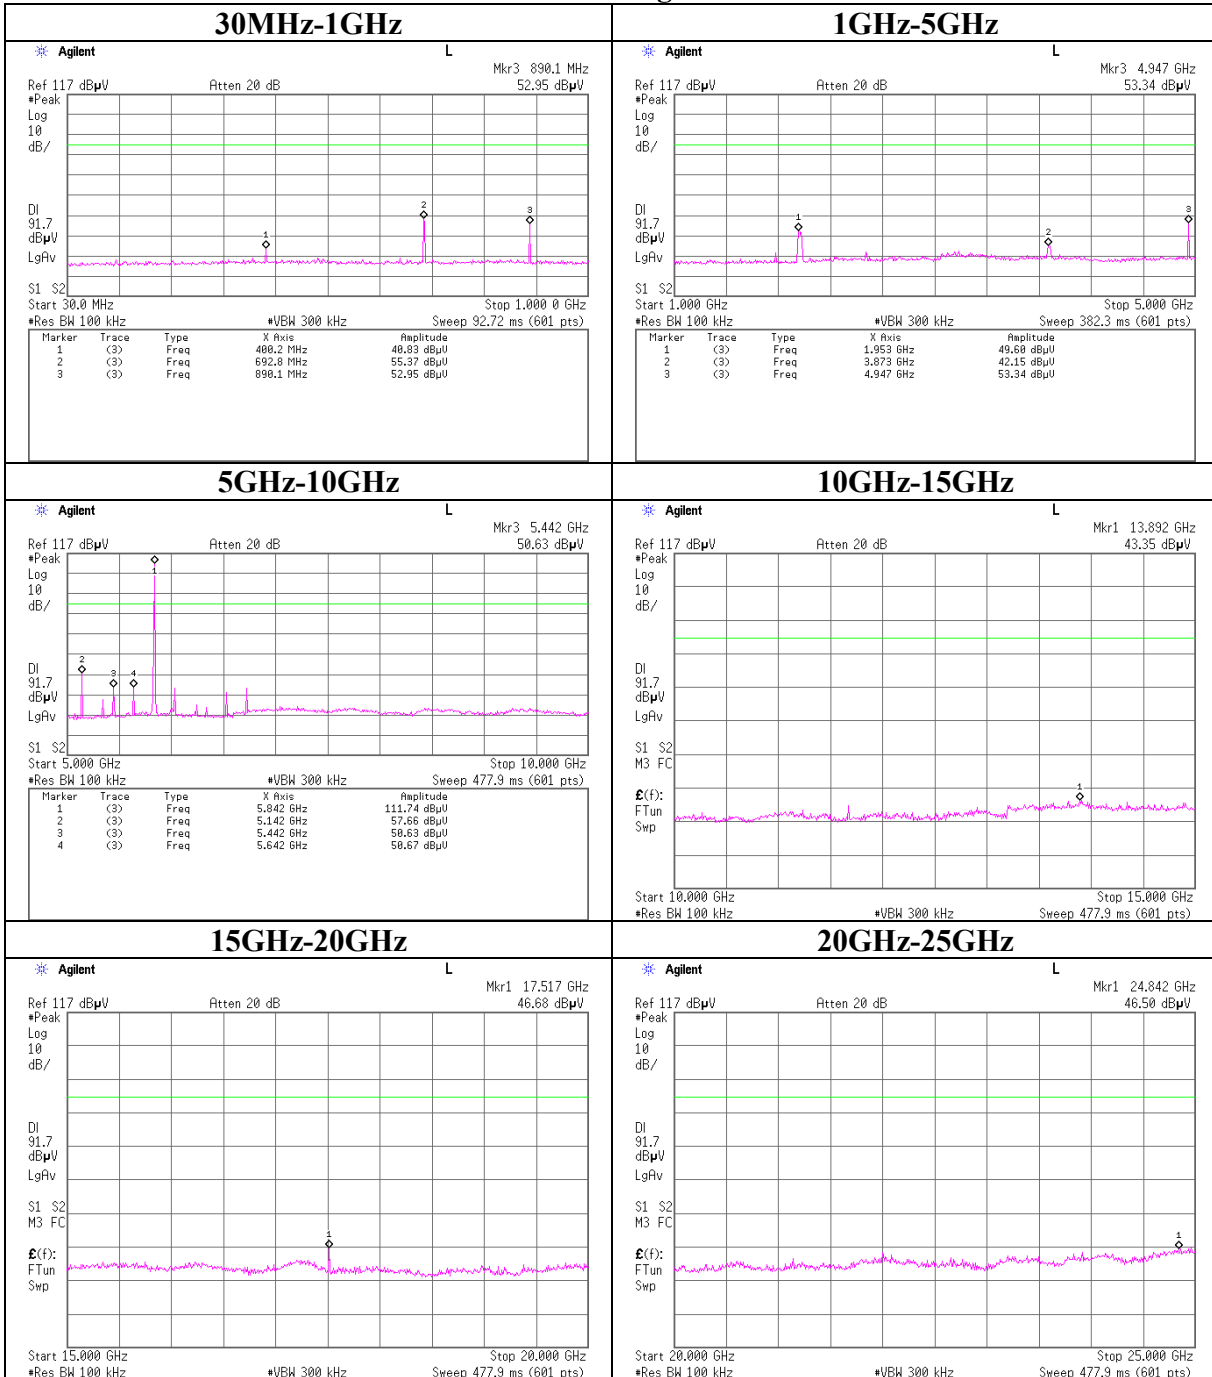 30MHz-1GHz
Agilent
L
Mkr3 890.1 MHz
Ref 117 dBµV
Atten 20 dB
52.95 dBµV
#Peak
Log
10
dB/
2
3
1
DI
91.7
dBµV
LgAv
S1 S2
Start 30.0 MHz
Stop 1.000 0 GHz
#Res BW 100 kHz
#VBW 300 kHz
Sweep 92.72 ms (601 pts)
Marker Trace Type X Axis Amplitude
1 (3) Freq 400.2 MHz 40.83 dBµV
2 (3) Freq 692.8 MHz 55.37 dBµV
3 (3) Freq 890.1 MHz 52.95 dBµV
1GHz-5GHz
Agilent
L
Mkr3 4.947 GHz
Ref 117 dBµV
Atten 20 dB
53.34 dBµV
#Peak
Log
10
dB/
1
2
3
DI
91.7
dBµV
LgAv
S1 S2
Start 1.000 GHz
Stop 5.000 GHz
#Res BW 100 kHz
#VBW 300 kHz
Sweep 382.3 ms (601 pts)
Marker Trace Type X Axis Amplitude
1 (3) Freq 1.953 GHz 49.60 dBµV
2 (3) Freq 3.873 GHz 42.15 dBµV
3 (3) Freq 4.947 GHz 53.34 dBµV
5GHz-10GHz
Agilent
L
Mkr3 5.442 GHz
Ref 117 dBµV
Atten 20 dB
50.63 dBµV
#Peak
Log
10
dB/
1
2
3
4
DI
91.7
dBµV
LgAv
S1 S2
Start 5.000 GHz
Stop 10.000 GHz
#Res BW 100 kHz
#VBW 300 kHz
Sweep 477.9 ms (601 pts)
Marker Trace Type X Axis Amplitude
1 (3) Freq 5.842 GHz 111.74 dBµV
2 (3) Freq 5.142 GHz 57.66 dBµV
3 (3) Freq 5.442 GHz 50.63 dBµV
4 (3) Freq 5.642 GHz 50.67 dBµV
10GHz-15GHz
Agilent
L
Mkr1 13.892 GHz
Ref 117 dBµV
Atten 20 dB
43.35 dBµV
#Peak
Log
10
dB/
DI
91.7
dBµV
LgAv
S1 S2
M3 FC
1
£(f):
FTun
Swp
Start 10.000 GHz
Stop 15.000 GHz
#Res BW 100 kHz
#VBW 300 kHz
Sweep 477.9 ms (601 pts)
15GHz-20GHz
Agilent
L
Mkr1 17.517 GHz
Ref 117 dBµV
Atten 20 dB
46.68 dBµV
#Peak
Log
10
dB/
DI
91.7
dBµV
LgAv
S1 S2
M3 FC
1
£(f):
FTun
Swp
Start 15.000 GHz
Stop 20.000 GHz
#Res BW 100 kHz
#VBW 300 kHz
Sweep 477.9 ms (601 pts)
20GHz-25GHz
Agilent
L
Mkr1 24.842 GHz
Ref 117 dBµV
Atten 20 dB
46.50 dBµV
#Peak
Log
10
dB/
DI
91.7
dBµV
LgAv
S1 S2
M3 FC
1
£(f):
FTun
Swp
Start 20.000 GHz
Stop 25.000 GHz
#Res BW 100 kHz
#VBW 300 kHz
Sweep 477.9 ms (601 pts)